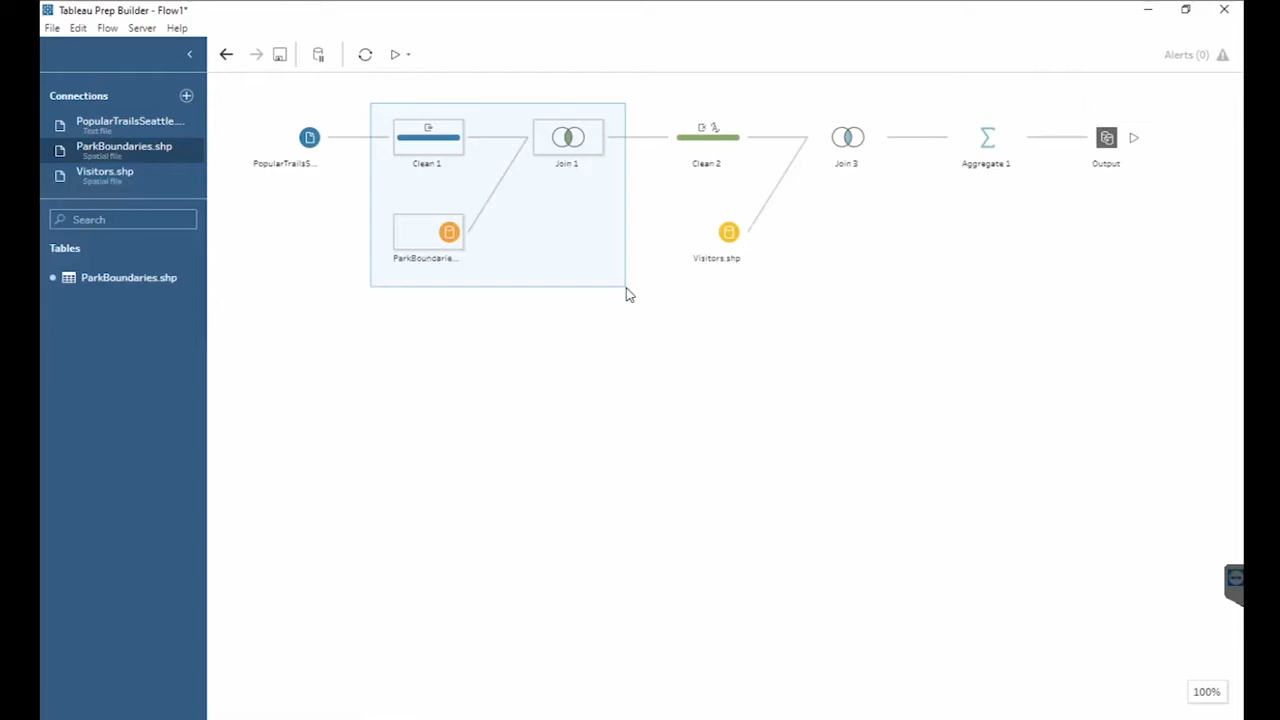 Tableau Prep Builder - Flow1*
File Edit Flow Server Help
Alerts (0)
Connections
PopularTrailsSeattle....
Text file
ParkBoundaries.shp
Spatial file
Visitors.shp
Spatial file
Search
Tables
ParkBoundaries.shp
PopularTrailsS...
Clean 1
Join 1
Clean 2
Join 3
Aggregate 1
Output
ParkBoundarie...
Visitors.shp
100%